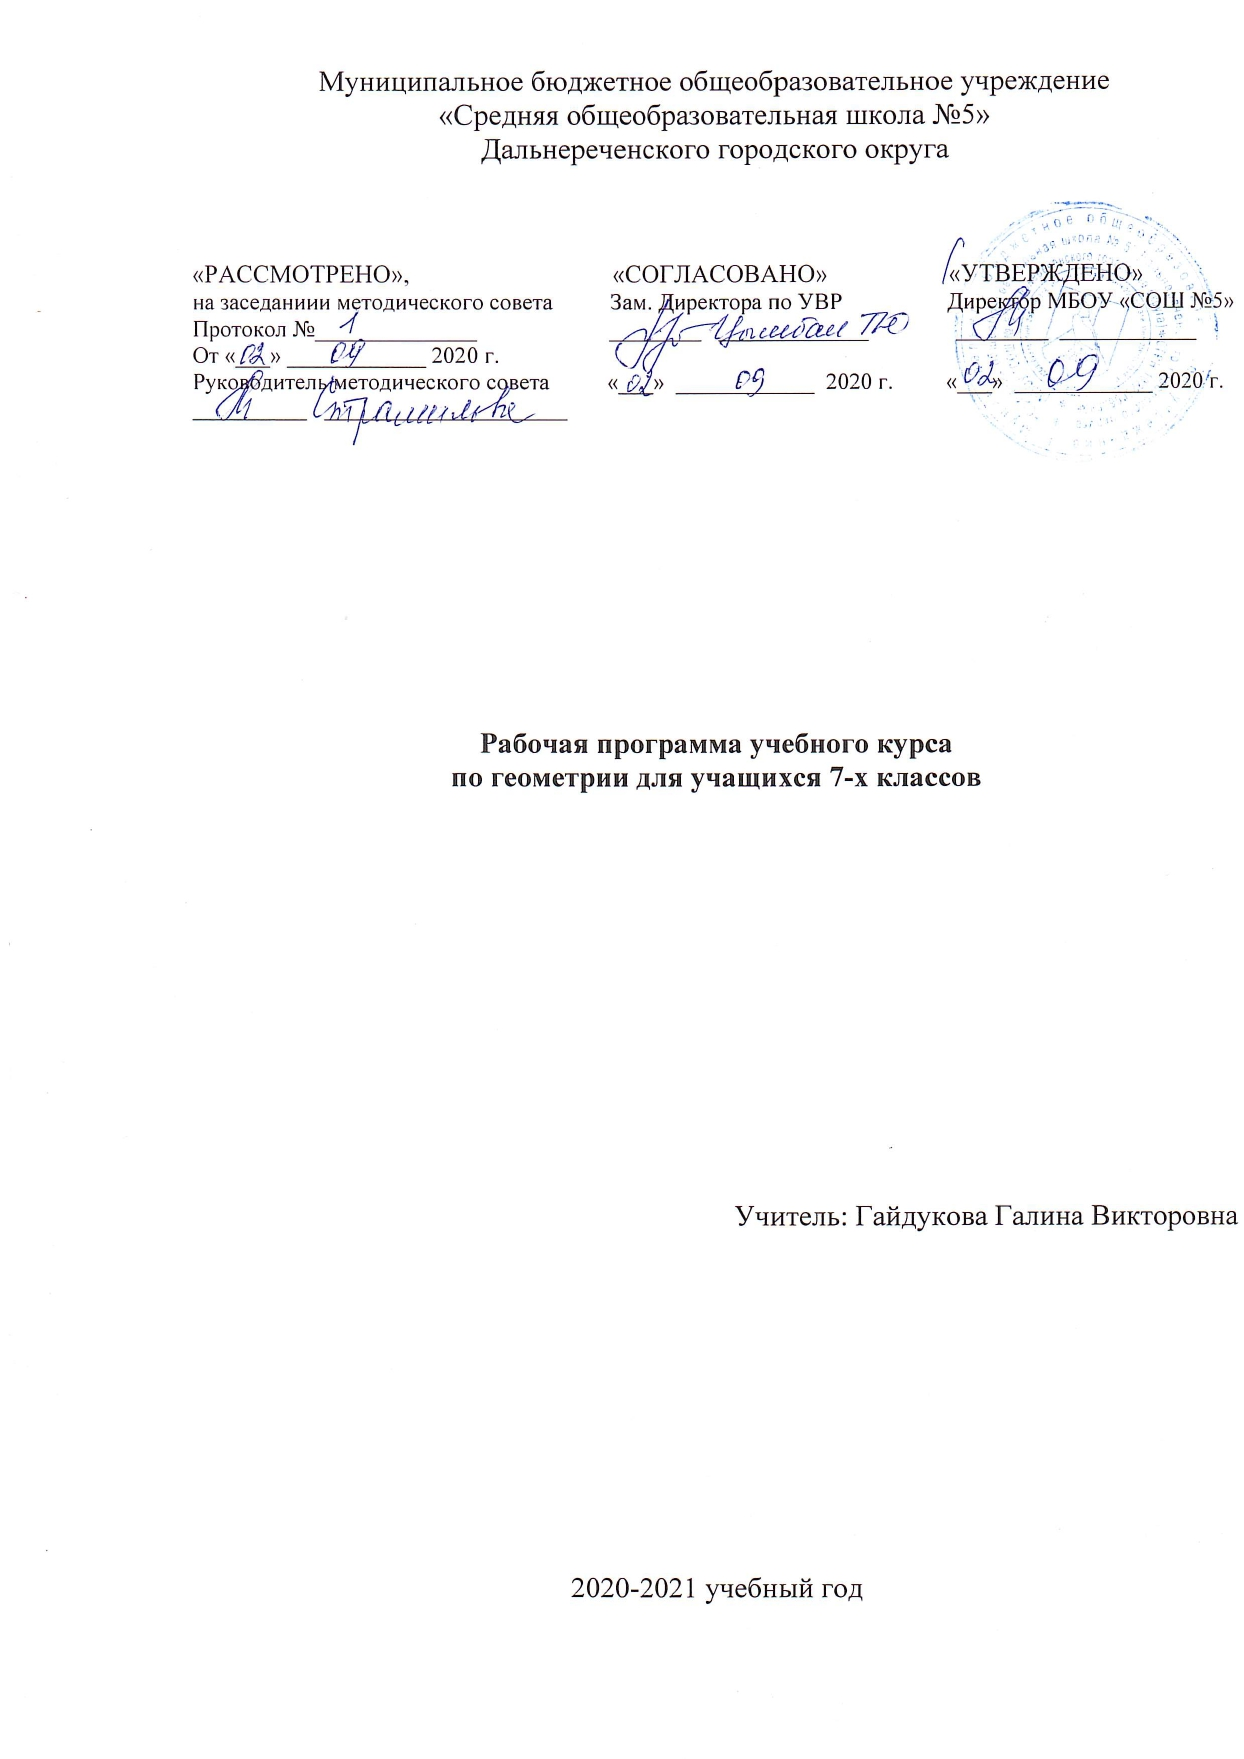 Муниципальное бюджетное общеобразовательное учреждение
«Средняя общеобразовательная школа №5»
Дальнереченского городского округа
«РАССМОТРЕНО»,
на заседаниии методического совета
Протокол № 1
От «02» 09 2020 г.
Руководитель методического совета
«СОГЛАСОВАНО»
Зам. Директора по УВР
«02» 09 2020 г.
«УТВЕРЖДЕНО»
Директор МБОУ «СОШ №5»
«02» 09 2020 г.
Рабочая программа учебного курса
по геометрии для учащихся 7-х классов
Учитель: Гайдукова Галина Викторовна
2020-2021 учебный год